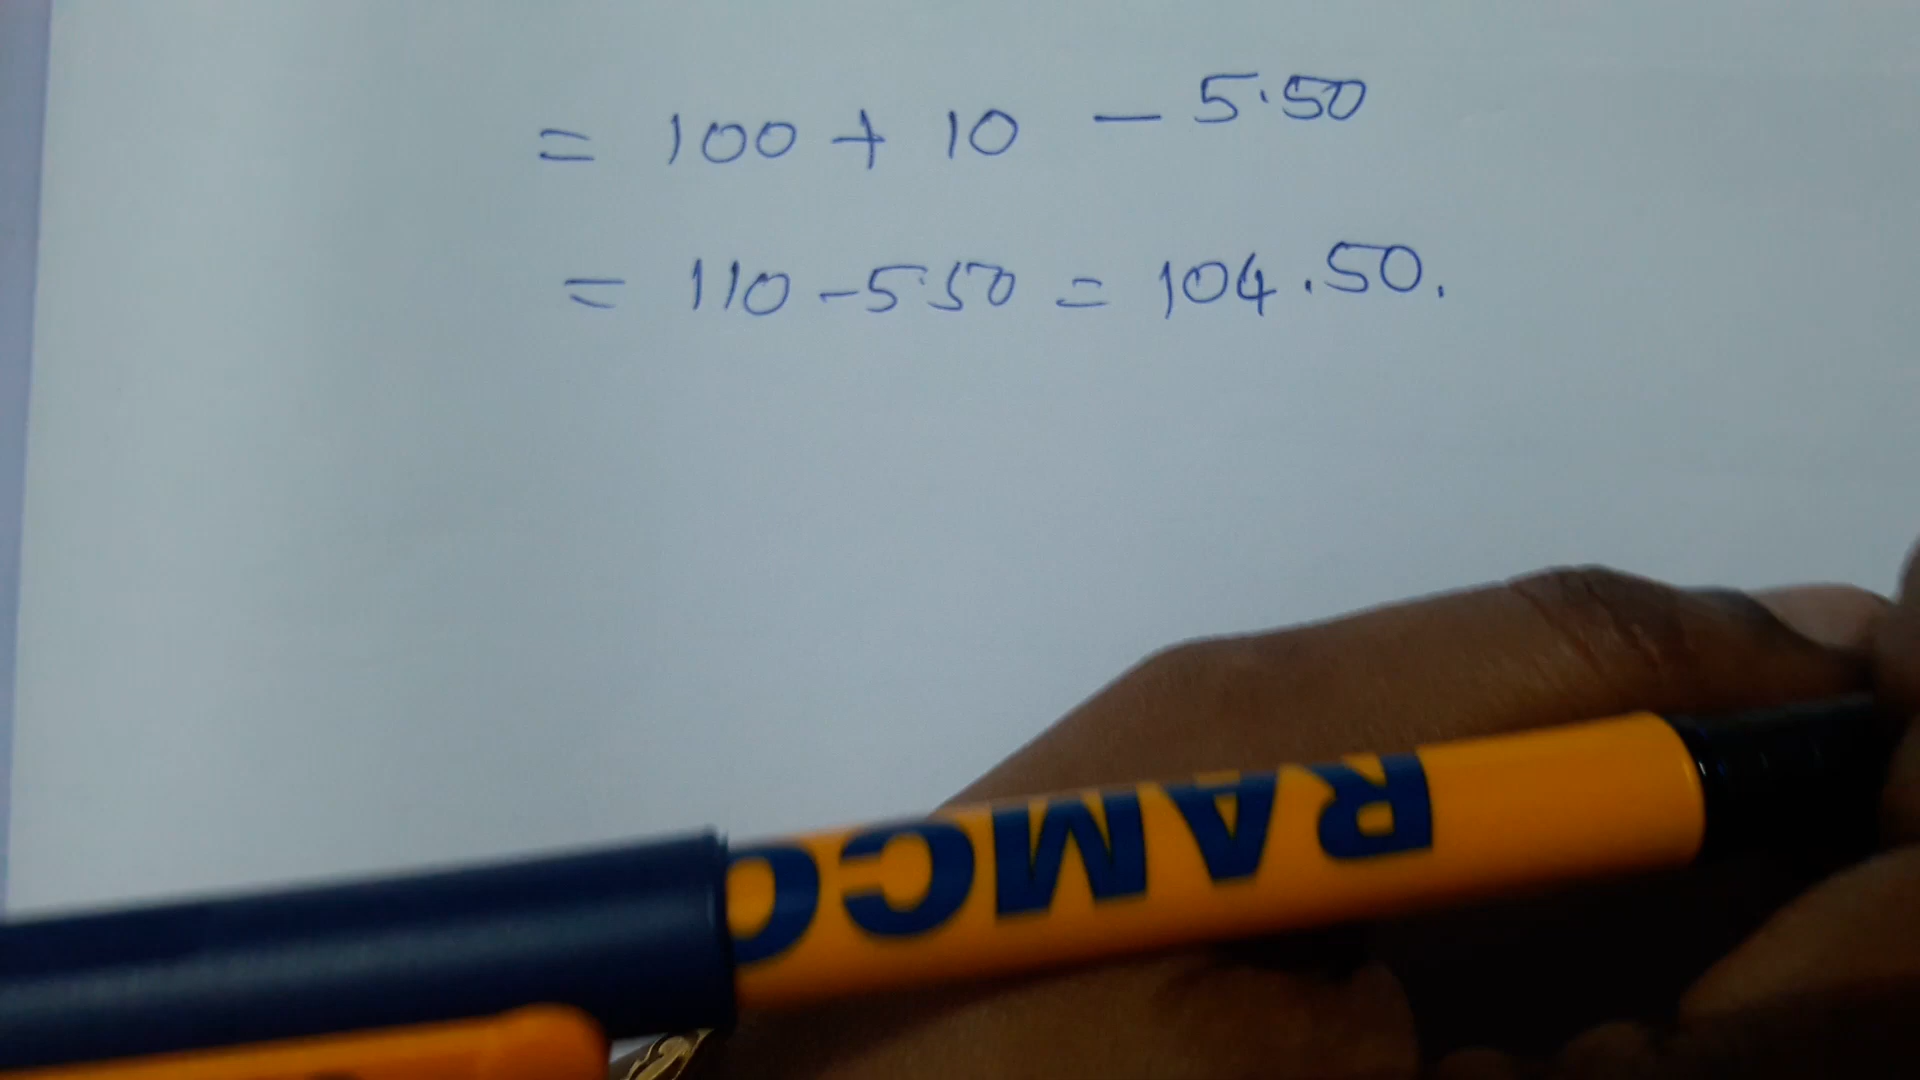 = 100 + 10 - 5.50
= 110 - 5.50 = 104.50.
RAMCO